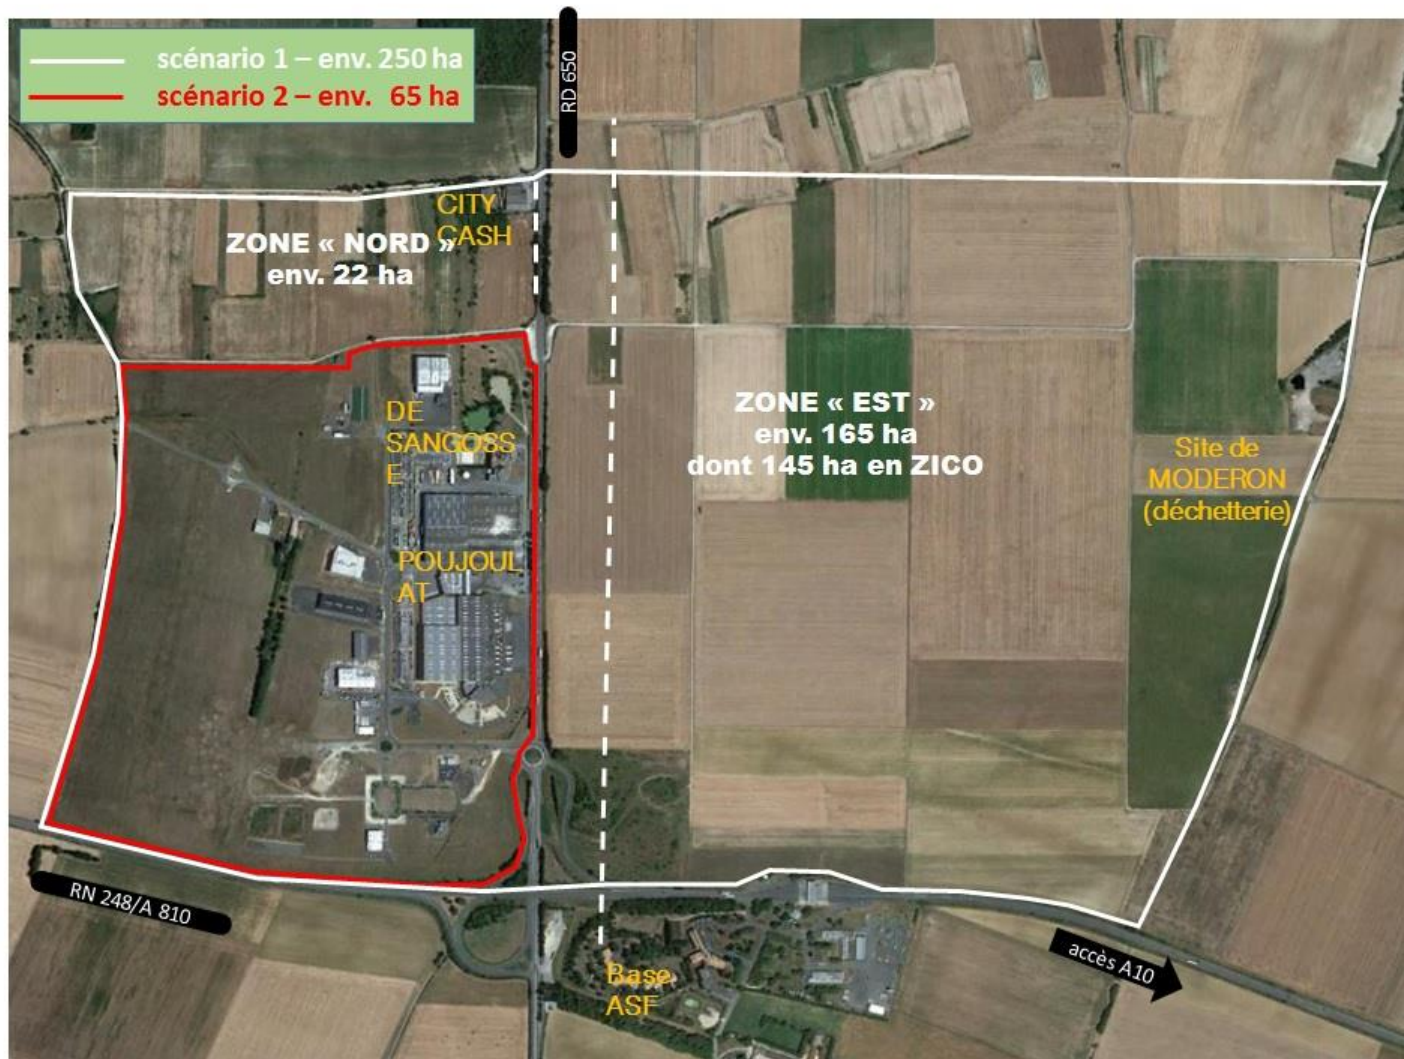 scénario 1 – env. 250 ha
scénario 2 – env. 65 ha
RD 650
CITY
CASH
ZONE « NORD »
env. 22 ha
DE
SANGOSS
E
ZONE « EST »
env. 165 ha
dont 145 ha en ZICO
Site de
MODERON
(déchetterie)
POUJOUL
AT
RN 248/A 810
accès A10
Base
ASF